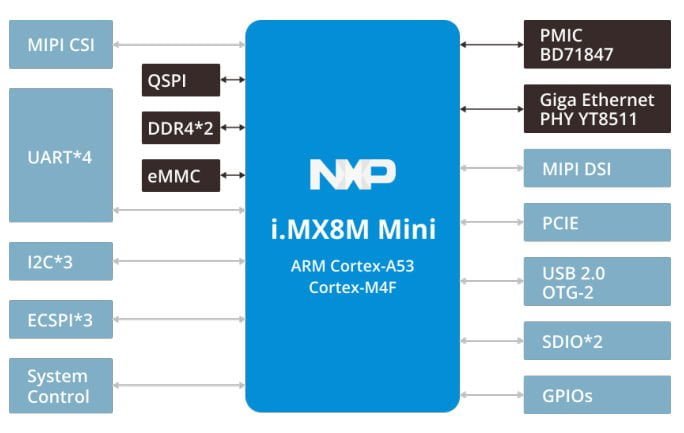 MIPI CSI
UART*4
I2C*3
ECSPI*3
System
Control
QSPI
DDR4*2
eMMC
NXP
i.MX8M Mini
ARM Cortex-A53
Cortex-M4F
PMIC
BD71847
Giga Ethernet
PHY YT8511
MIPI DSI
PCIE
USB 2.0
OTG-2
SDIO*2
GPIOs